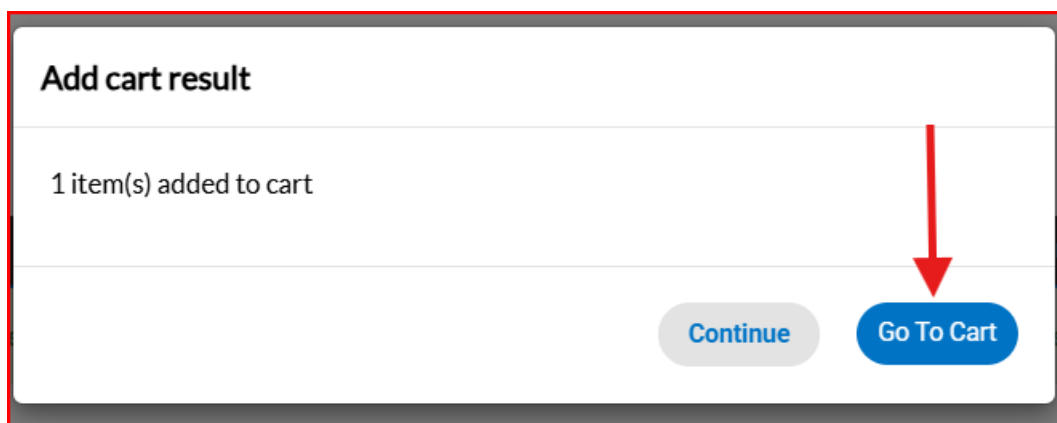 Add cart result
1 item(s) added to cart
Continue
Go To Cart